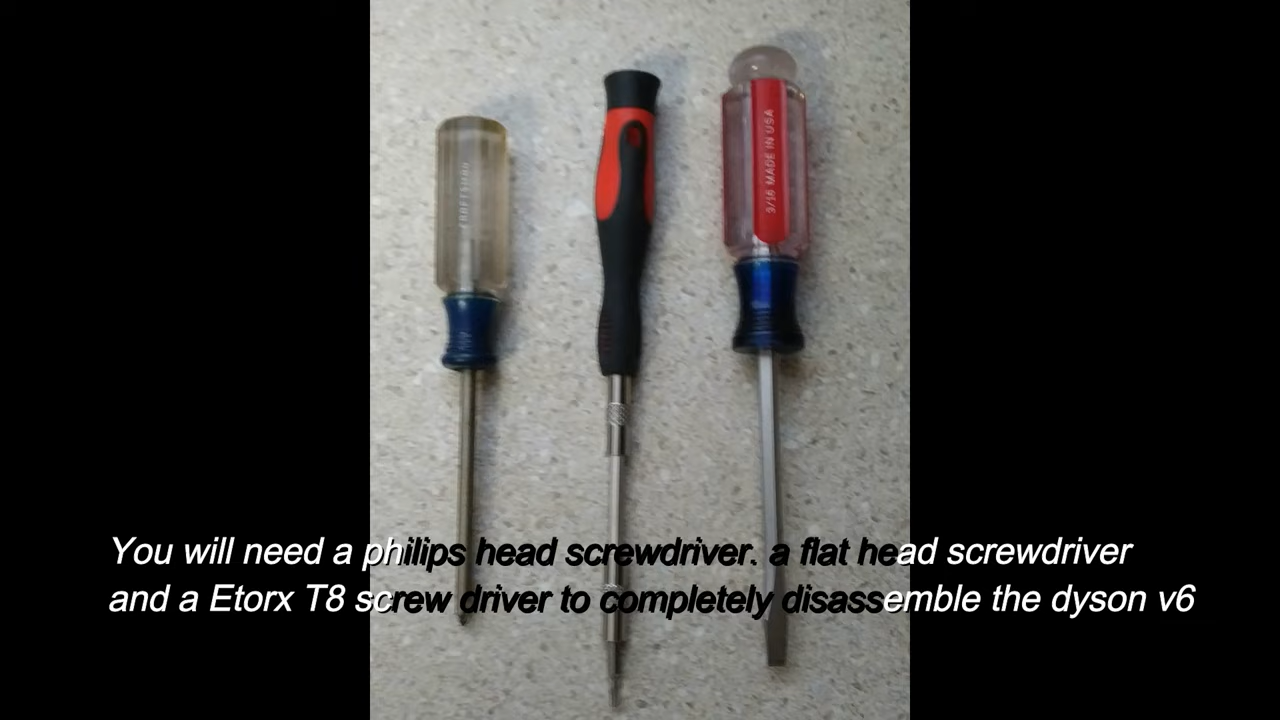 CRAFTSMAN
3/16 MADE IN USA
You will need a philips head screwdriver. a flat head screwdriver
and a Etorx T8 screw driver to completely disassemble the dyson v6